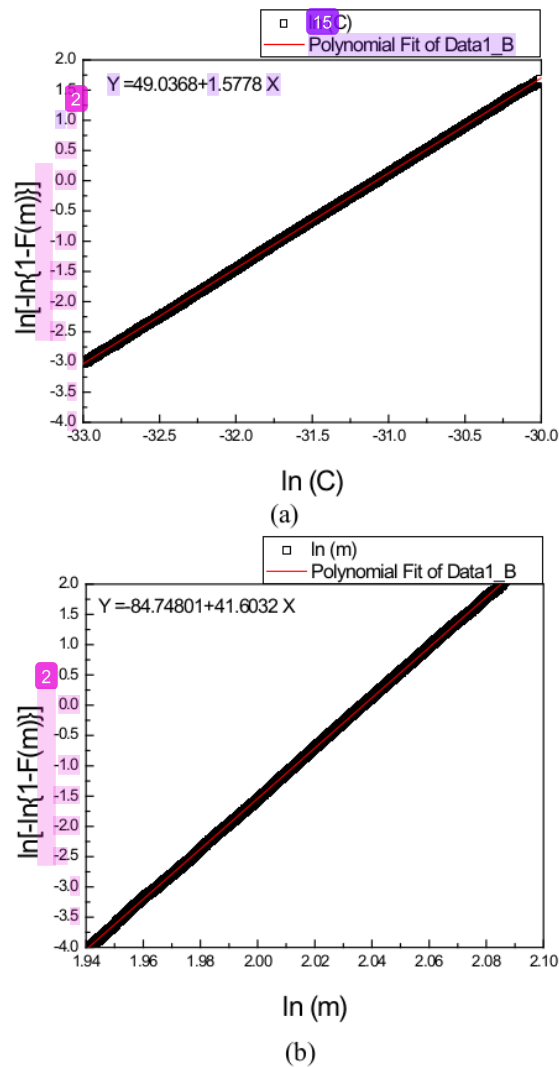 15
ln (C)
Polynomial Fit of Data1_B
2.0
Y =49.0368+1.5778 X
1.5
2
1.0
0.5
0.0
-0.5
-1.0
-1.5
-2.0
-2.5
-3.0
-3.5
-4.0
ln[-ln{1-F(m)}]
-33.0 -32.5 -32.0 -31.5 -31.0 -30.5 -30.0
ln (C)
(a)
ln (m)
Polynomial Fit of Data1_B
2.0
Y =-84.74801+41.6032 X
1.5
1.0
2
0.5
0.0
-0.5
-1.0
-1.5
-2.0
-2.5
-3.0
-3.5
-4.0
ln[-ln{1-F(m)}]
1.94 1.96 1.98 2.00 2.02 2.04 2.06 2.08 2.10
ln (m)
(b)